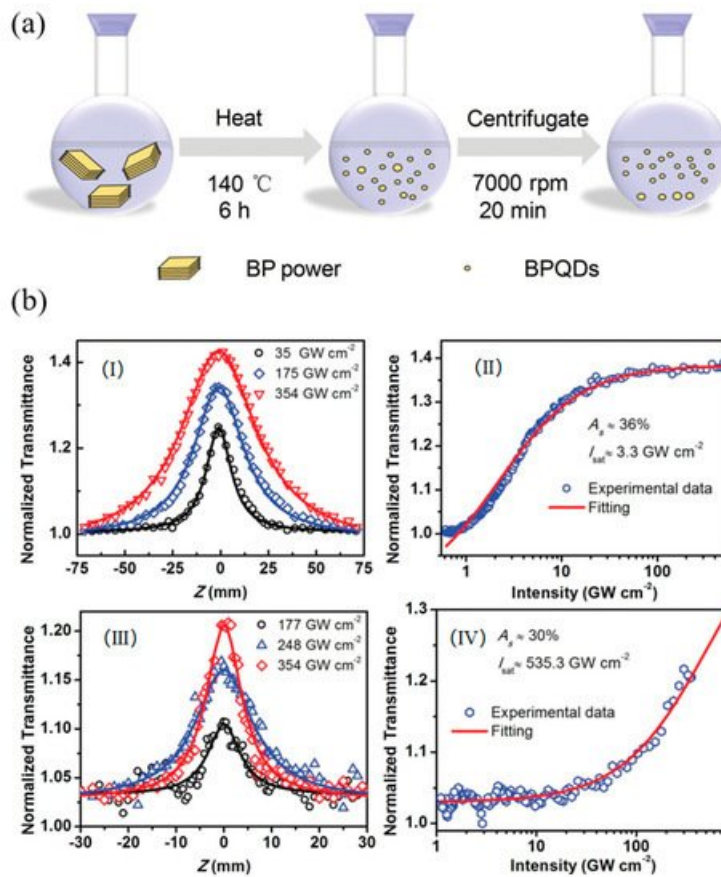 (a)
Heat
140 ℃
6 h
Centrifugate
7000 rpm
20 min
BP power
BPQDs
(b)
(I)
35 GW cm-2
175 GW cm-2
354 GW cm-2
Normalized Transmittance
1.4
1.3
1.2
1.1
1.0
-75 -50 -25 0 25 50 75
Z (mm)
(II)
As ≈ 36%
Isat≈ 3.3 GW cm-2
Experimental data
Fitting
Normalized Transmittance
1.4
1.3
1.2
1.1
1.0
1 10 100
Intensity (GW cm-2)
(III)
177 GW cm-2
248 GW cm-2
354 GW cm-2
Normalized Transmittance
1.20
1.15
1.10
1.05
1.00
-30 -20 -10 0 10 20 30
Z (mm)
(IV)
As ≈ 30%
Isat≈ 535.3 GW cm-2
Experimental data
Fitting
Normalized Transmittance
1.3
1.2
1.1
1.0
1 10 100
Intensity (GW cm-2)